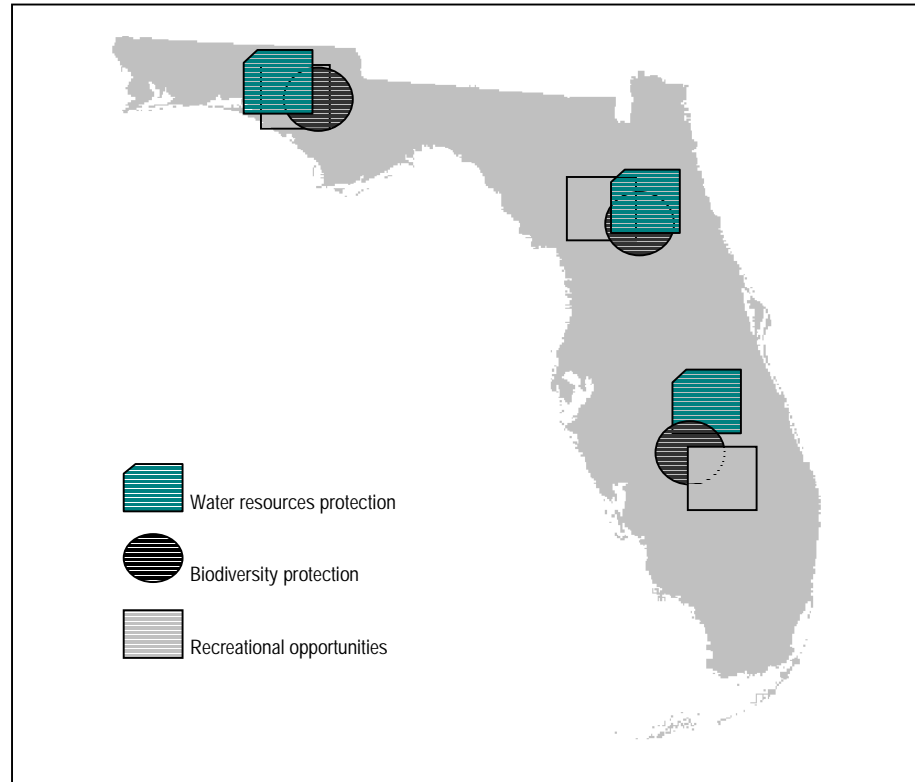 Water resources protection
Biodiversity protection
Recreational opportunities